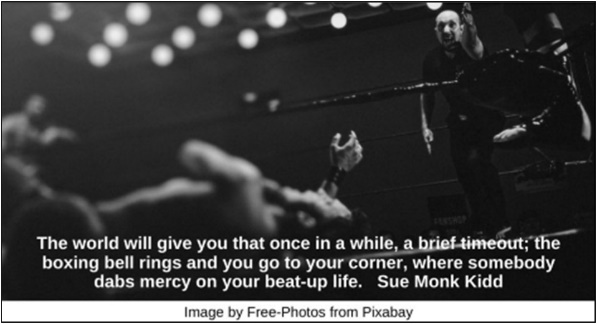 The world will give you that once in a while, a brief timeout; the
boxing bell rings and you go to your corner, where somebody
dabs mercy on your beat-up life.   Sue Monk Kidd
Image by Free-Photos from Pixabay